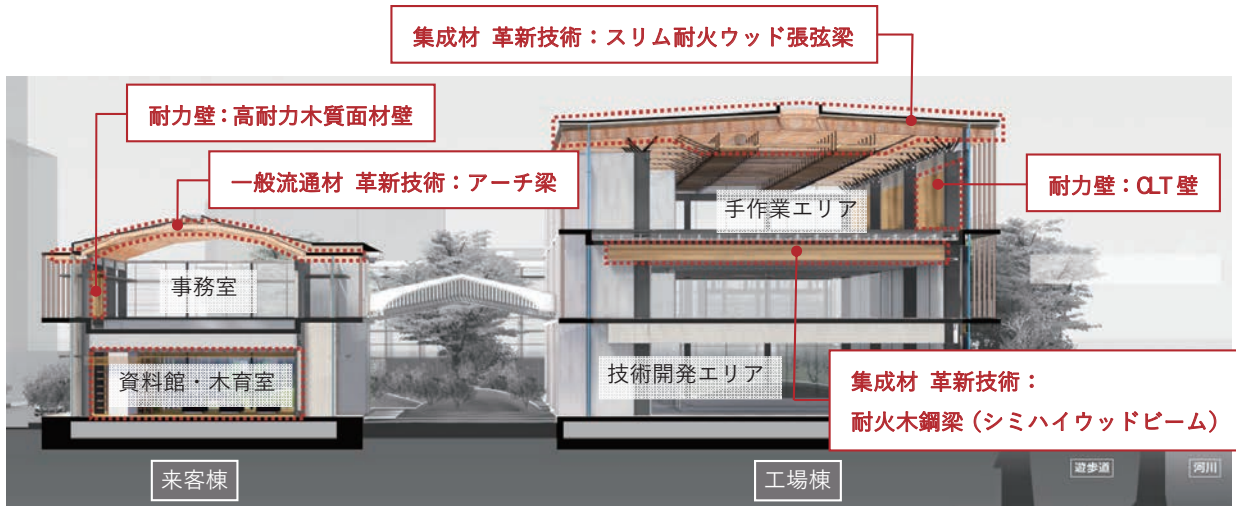 集成材 革新技術：スリム耐火ウッド張弦梁
耐力壁：高耐力木質面材壁
一般流通材 革新技術：アーチ梁
耐力壁：CLT壁
手作業エリア
事務室
資料館・木育室
技術開発エリア
集成材 革新技術：
耐火木鋼梁（シミハイウッドビーム）
来客棟
工場棟
遊歩道
河川